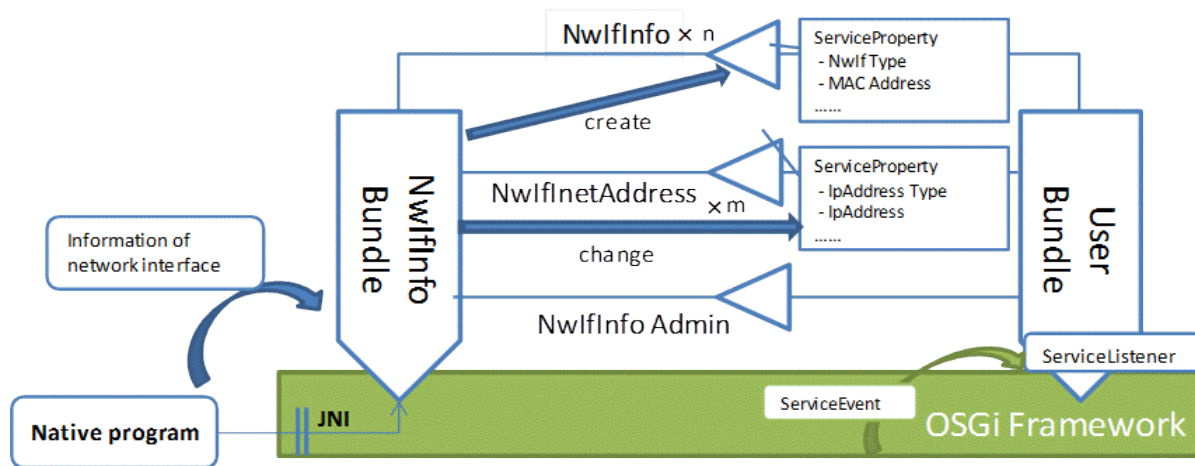 NwIfInfo × n
ServiceProperty
- NwIf Type
- MAC Address
......
create
NwIfInfo
Bundle
NwIfInetAddress × m
ServiceProperty
- IpAddress Type
- IpAddress
......
User
Bundle
Information of
network interface
change
NwIfInfo Admin
ServiceListener
ServiceEvent
Native program
JNI
OSGi Framework